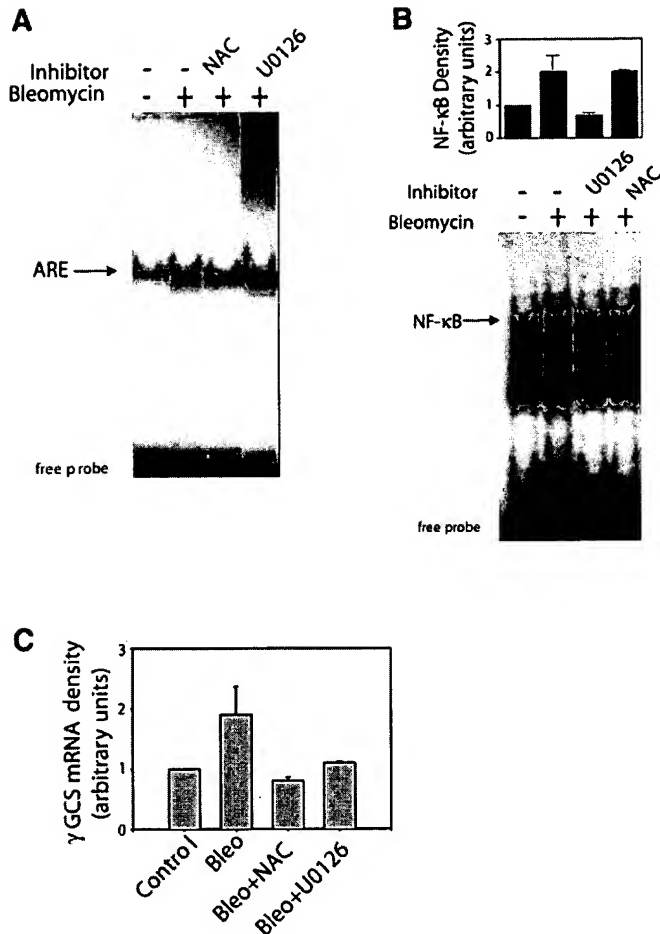 A
Inhibitor - - NAC U0126
Bleomycin - + + +
ARE
free probe
B
NF-κB Density
(arbitrary units)
3
2
1
0
Inhibitor - - U0126 NAC
Bleomycin - + + +
NF-κB
free probe
C
γGCS mRNA density
(arbitrary units)
3
2
1
0
Control
Bleo
Bleo+NAC
Bleo+U0126